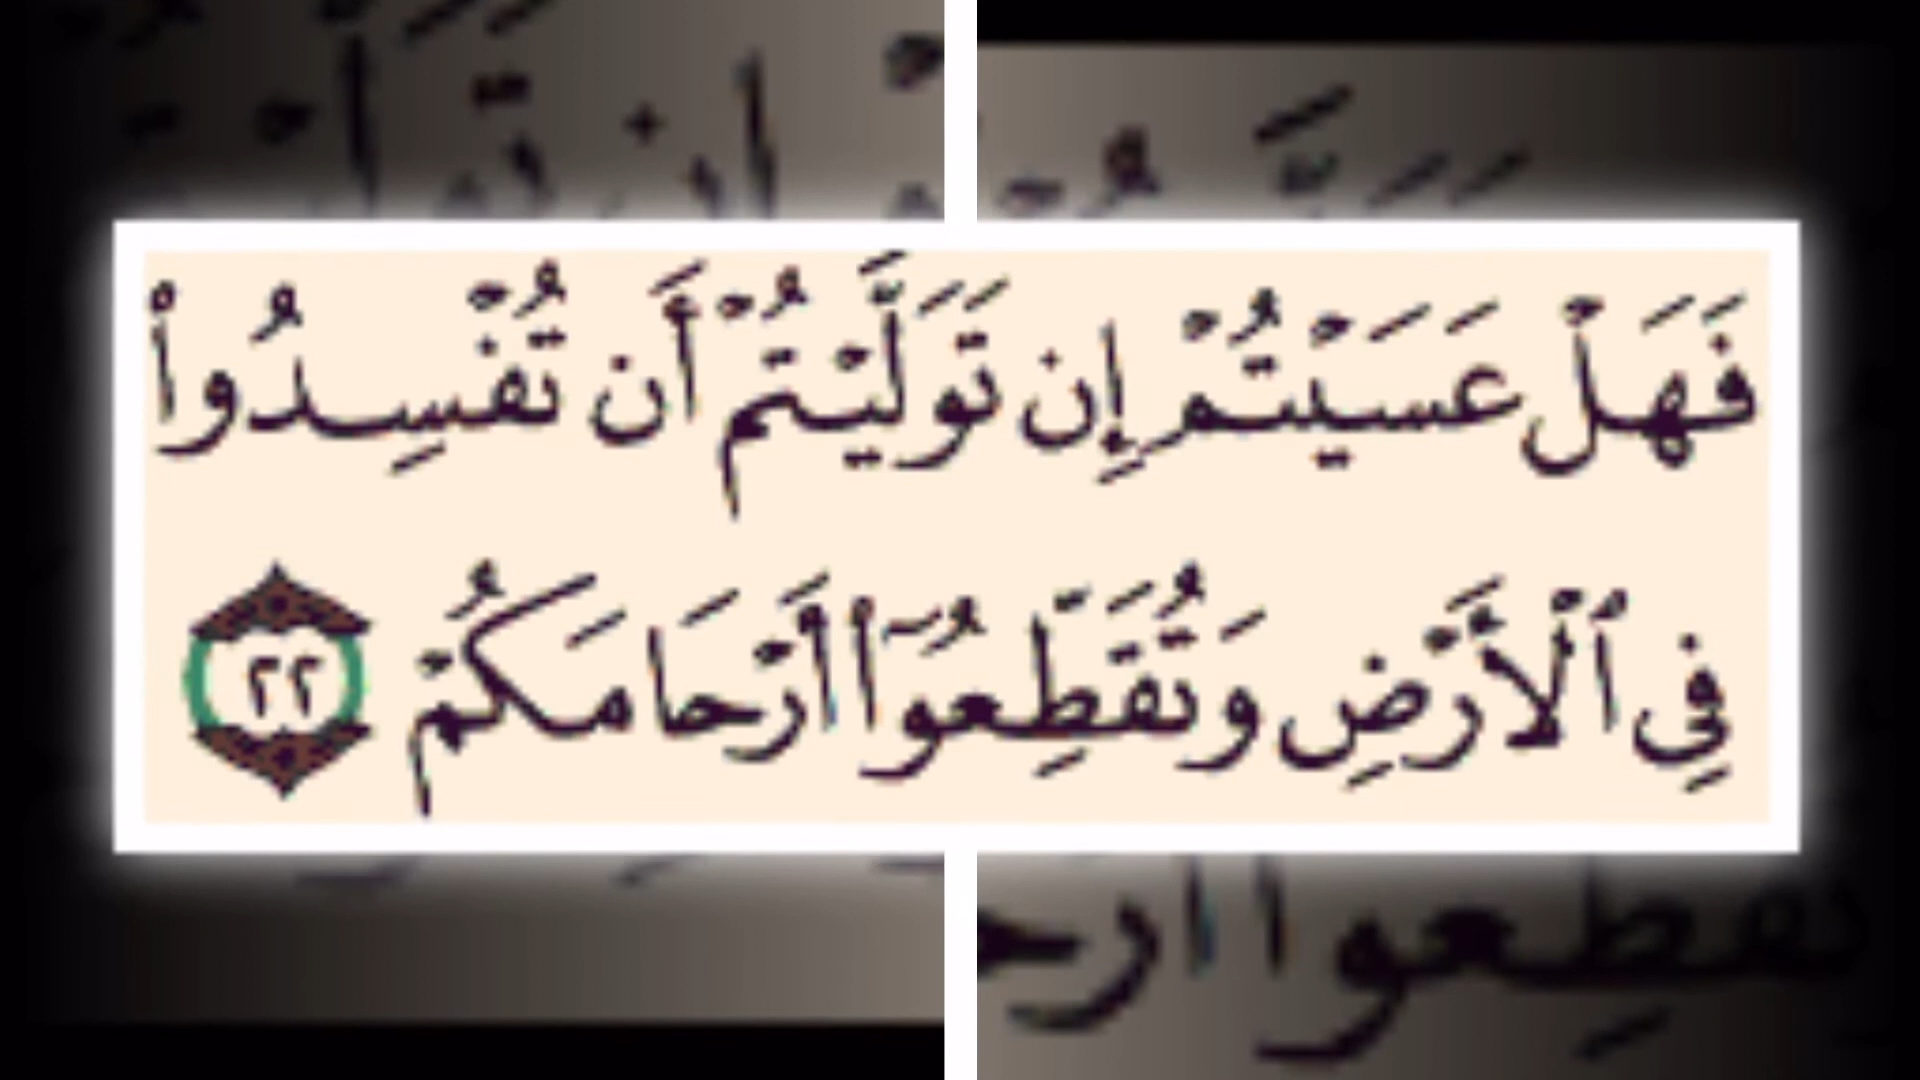 فَهَلْ عَسَيْتُمْ إِن تَوَلَّيْتُمْ أَن تُفْسِدُوا۟
فِى ٱلْأَرْضِ وَتُقَطِّعُوٓا۟ أَرْحَامَكُمْ ٢٢